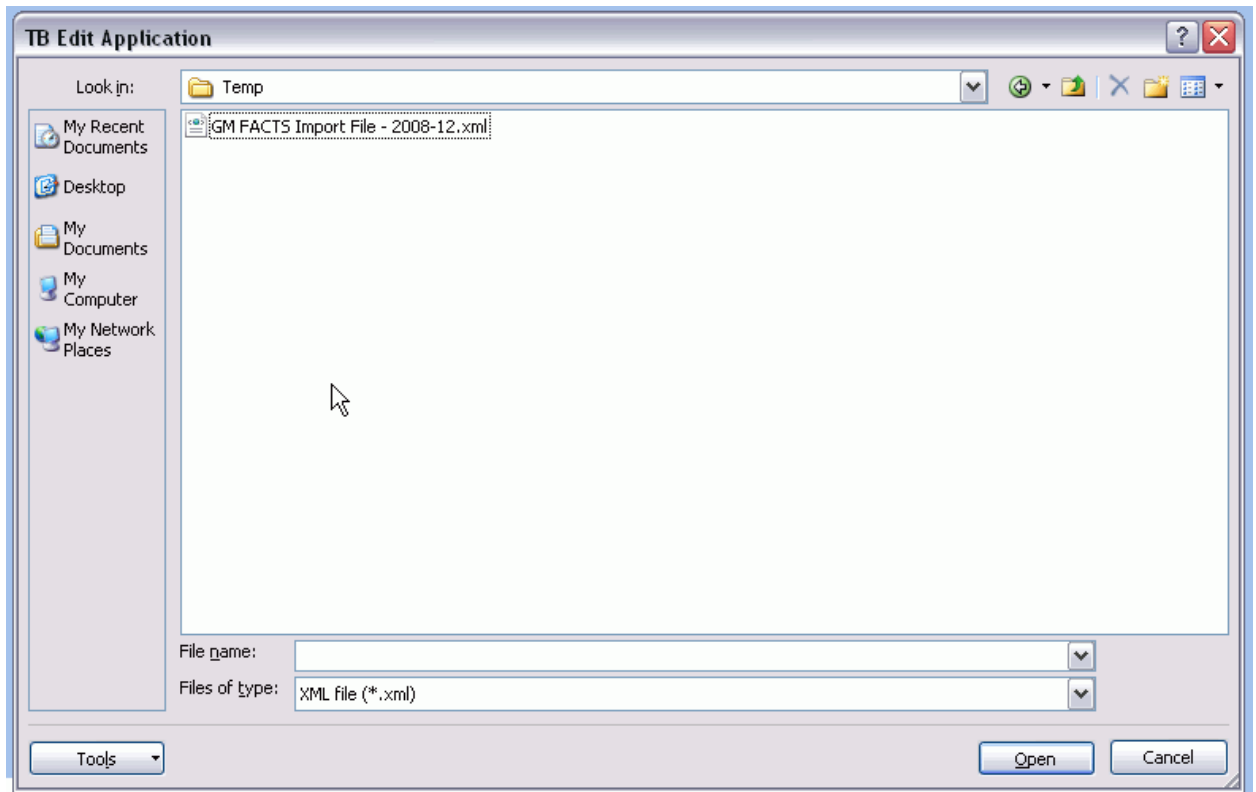 TB Edit Application
?
Look in:
Temp
My Recent
Documents
Desktop
My
Documents
My
Computer
My Network
Places
GM FACTS Import File - 2008-12.xml
File name:
Files of type:
XML file (*.xml)
Tools
Open
Cancel